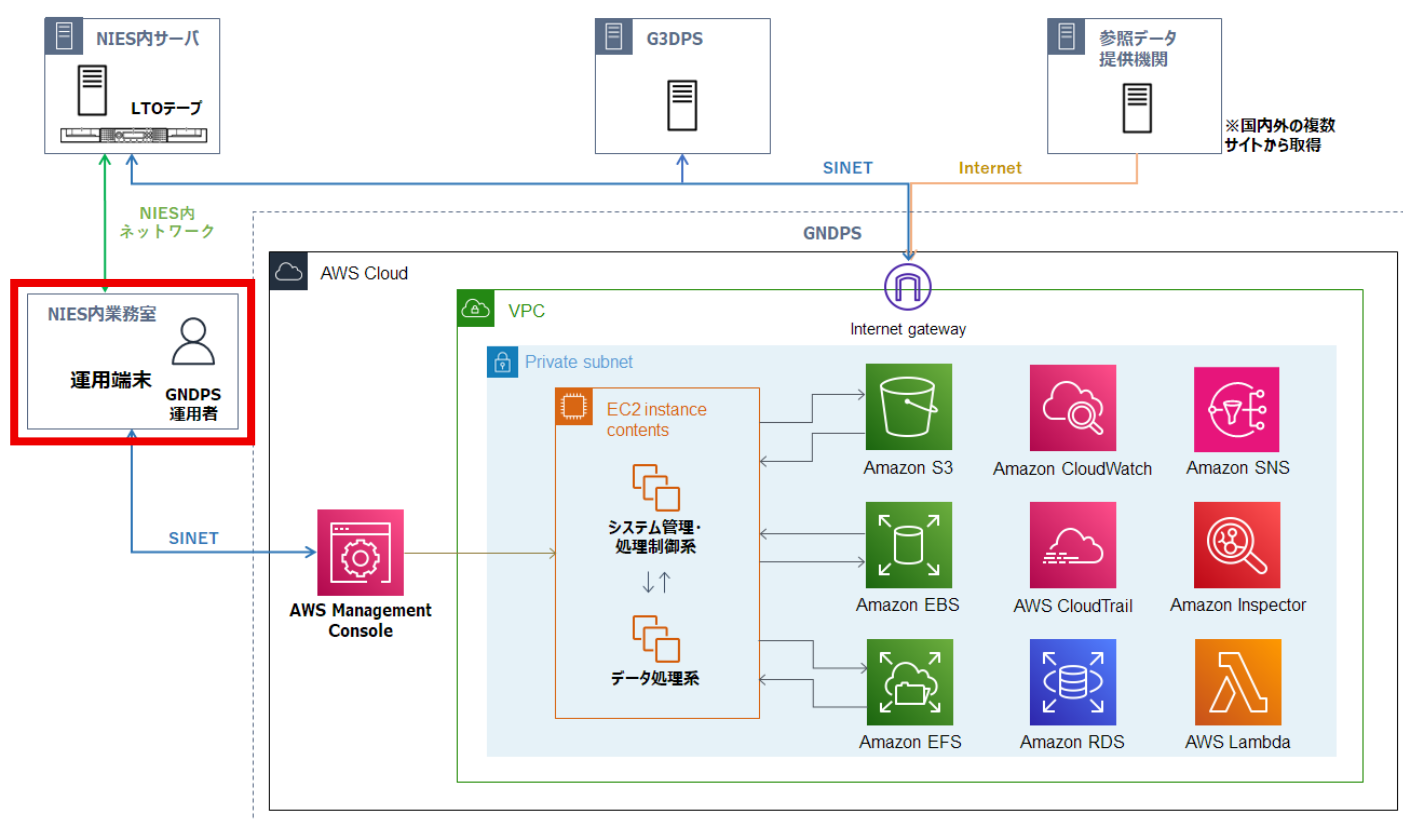 NIES内サーバ
LTOテープ
G3DPS
参照データ
提供機関
※国内外の複数
サイトから取得
SINET
Internet
NIES内
ネットワーク
GNDPS
AWS Cloud
NIES内業務室
運用端末
GNDPS
運用者
VPC
Internet gateway
Private subnet
EC2 instance
contents
システム管理・
処理制御系
データ処理系
Amazon S3
Amazon CloudWatch
Amazon SNS
SINET
AWS Management
Console
Amazon EBS
AWS CloudTrail
Amazon Inspector
Amazon EFS
Amazon RDS
AWS Lambda